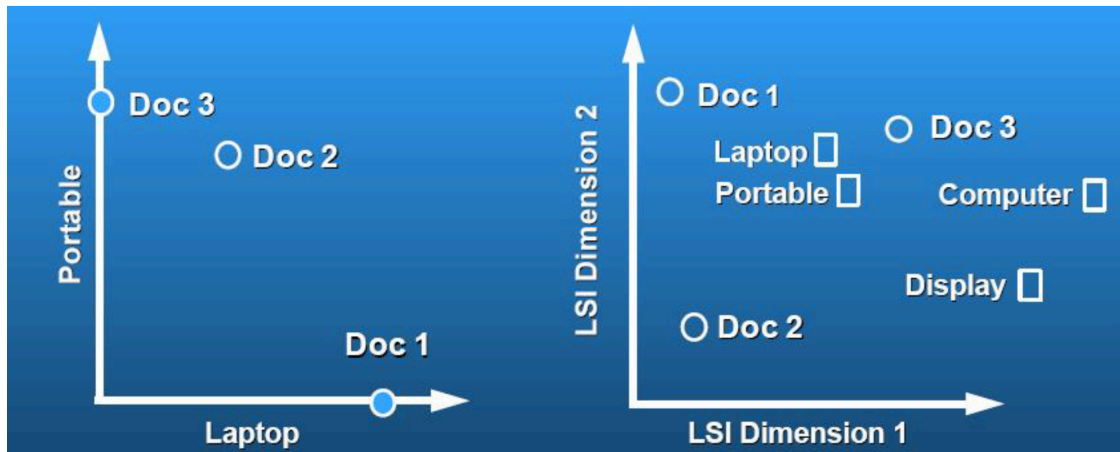 Portable
Doc 3
Doc 2
Doc 1
Laptop
LSI Dimension 2
Doc 1
Doc 3
Laptop
Portable
Computer
Display
Doc 2
LSI Dimension 1